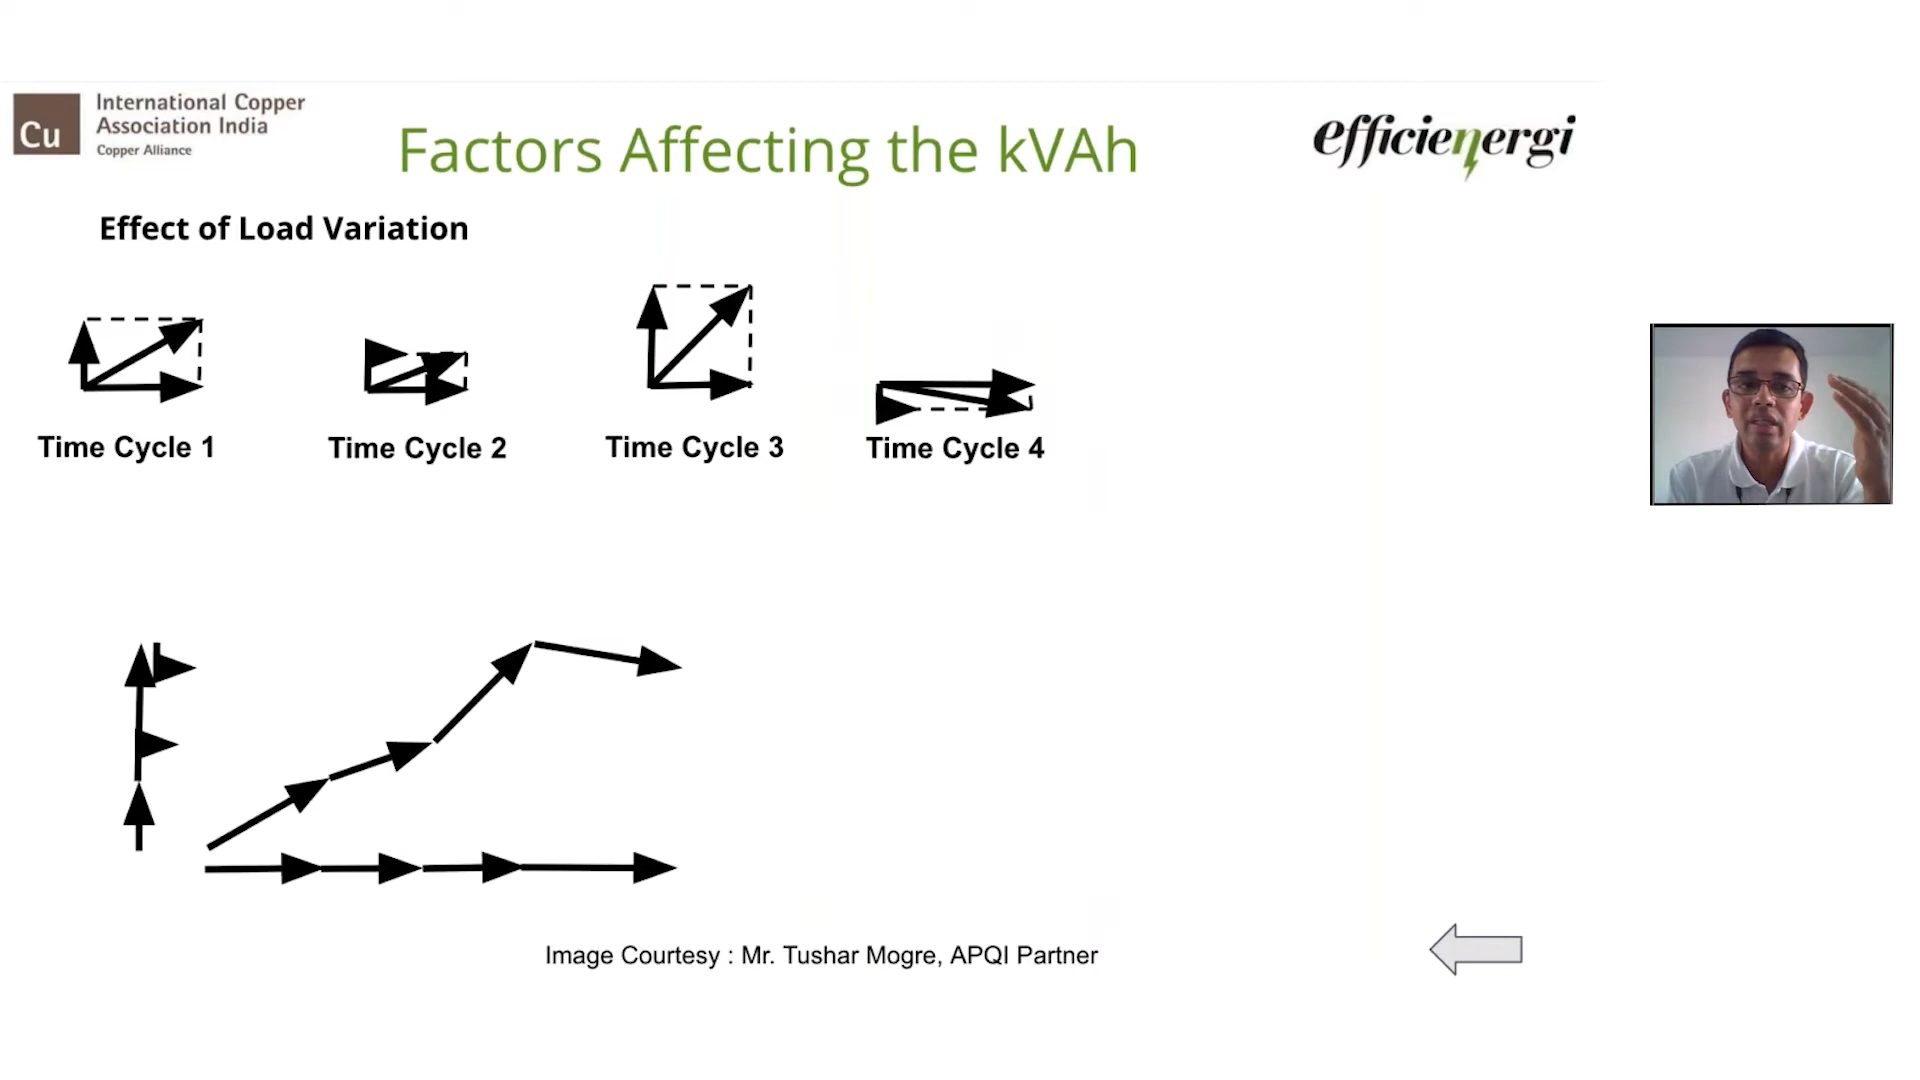 Cu
International Copper
Association India
Copper Alliance
Factors Affecting the kVAh
efficienergi
Effect of Load Variation
Time Cycle 1
Time Cycle 2
Time Cycle 3
Time Cycle 4
Image Courtesy : Mr. Tushar Mogre, APQI Partner